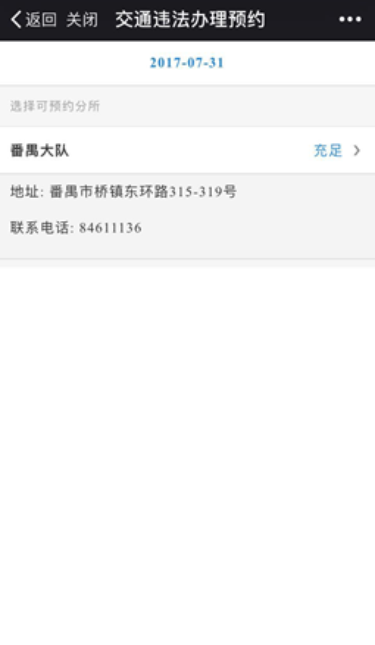 返回 关闭 交通违法办理预约
2017-07-31
选择可预约分所
番禺大队 充足
地址: 番禺市桥镇东环路315-319号
联系电话: 84611136